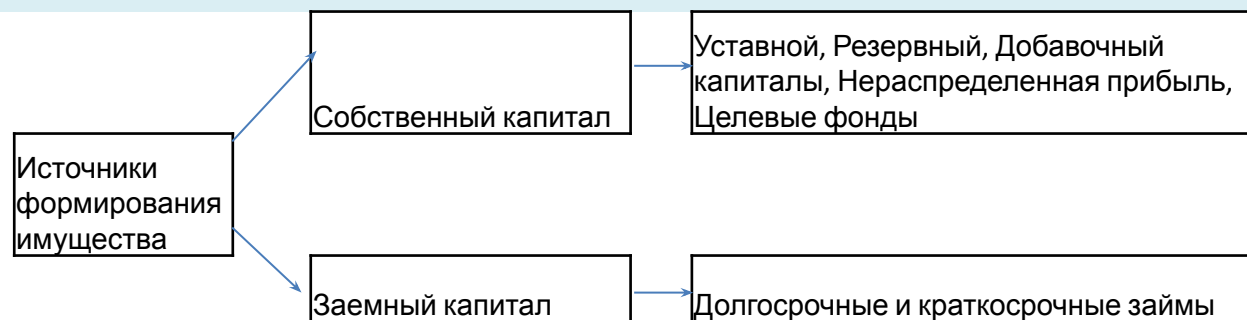 Уставной, Резервный, Добавочный
капиталы, Нераспределенная прибыль,
Целевые фонды
Собственный капитал
Источники
формирования
имущества
Заемный капитал
Долгосрочные и краткосрочные займы